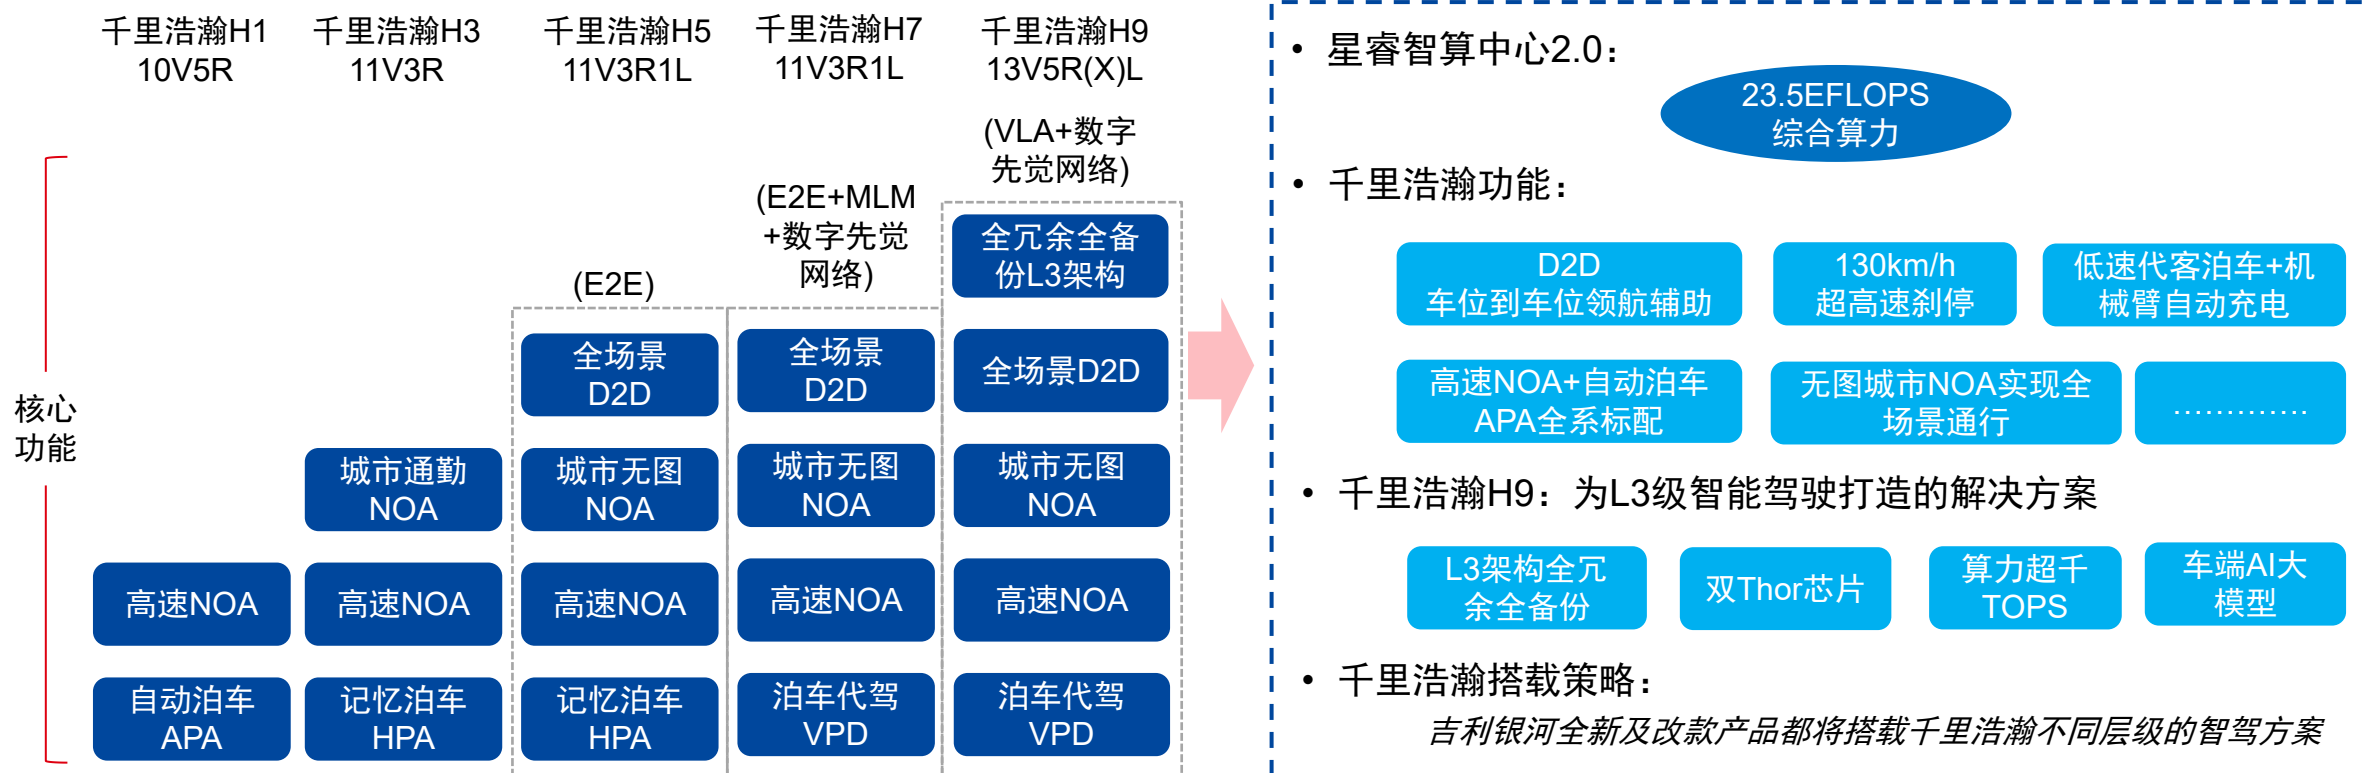 千里浩瀚H1
10V5R
千里浩瀚H3
11V3R
千里浩瀚H5
11V3R1L
千里浩瀚H7
11V3R1L
千里浩瀚H9
13V5R(X)L
(VLA+数字
先觉网络)
(E2E+MLM
+数字先觉
网络)
(E2E)
核心
功能
全冗余全备
份L3架构
全场景
D2D
全场景
D2D
全场景D2D
城市通勤
NOA
城市无图
NOA
城市无图
NOA
城市无图
NOA
高速NOA
高速NOA
高速NOA
高速NOA
高速NOA
自动泊车
APA
记忆泊车
HPA
记忆泊车
HPA
泊车代驾
VPD
泊车代驾
VPD
• 星睿智算中心2.0：
23.5EFLOPS
综合算力
• 千里浩瀚功能：
D2D
车位到车位领航辅助
130km/h
超高速刹停
低速代客泊车+机
械臂自动充电
高速NOA+自动泊车
APA全系标配
无图城市NOA实现全
场景通行
.............
• 千里浩瀚H9：为L3级智能驾驶打造的解决方案
L3架构全冗
余全备份
双Thor芯片
算力超千
TOPS
车端AI大
模型
• 千里浩瀚搭载策略：
吉利银河全新及改款产品都将搭载千里浩瀚不同层级的智驾方案